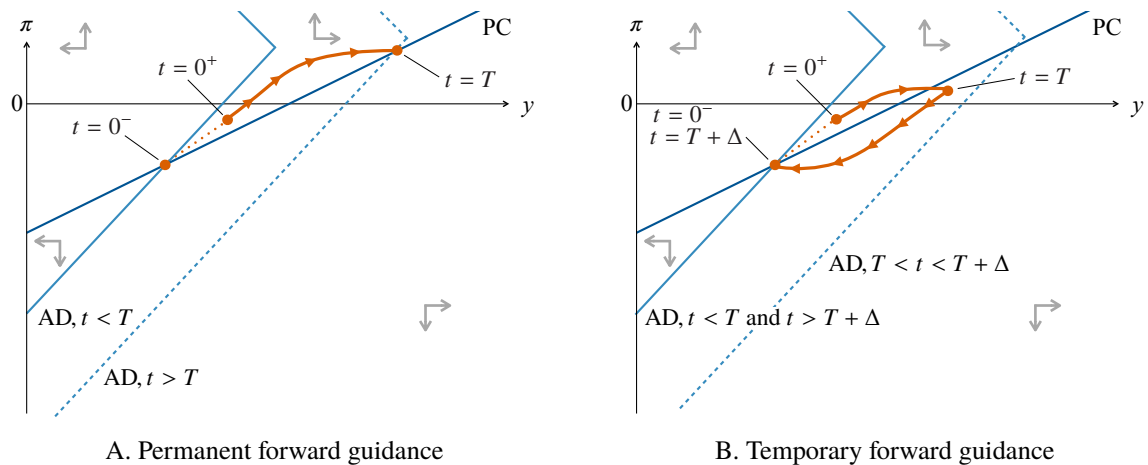 π
PC
t = 0⁺
t = T
0
y
t = 0⁻
AD, t < T
AD, t > T
A. Permanent forward guidance
π
PC
t = 0⁺
t = T
0
y
t = 0⁻
t = T + Δ
AD, T < t < T + Δ
AD, t < T and t > T + Δ
B. Temporary forward guidance